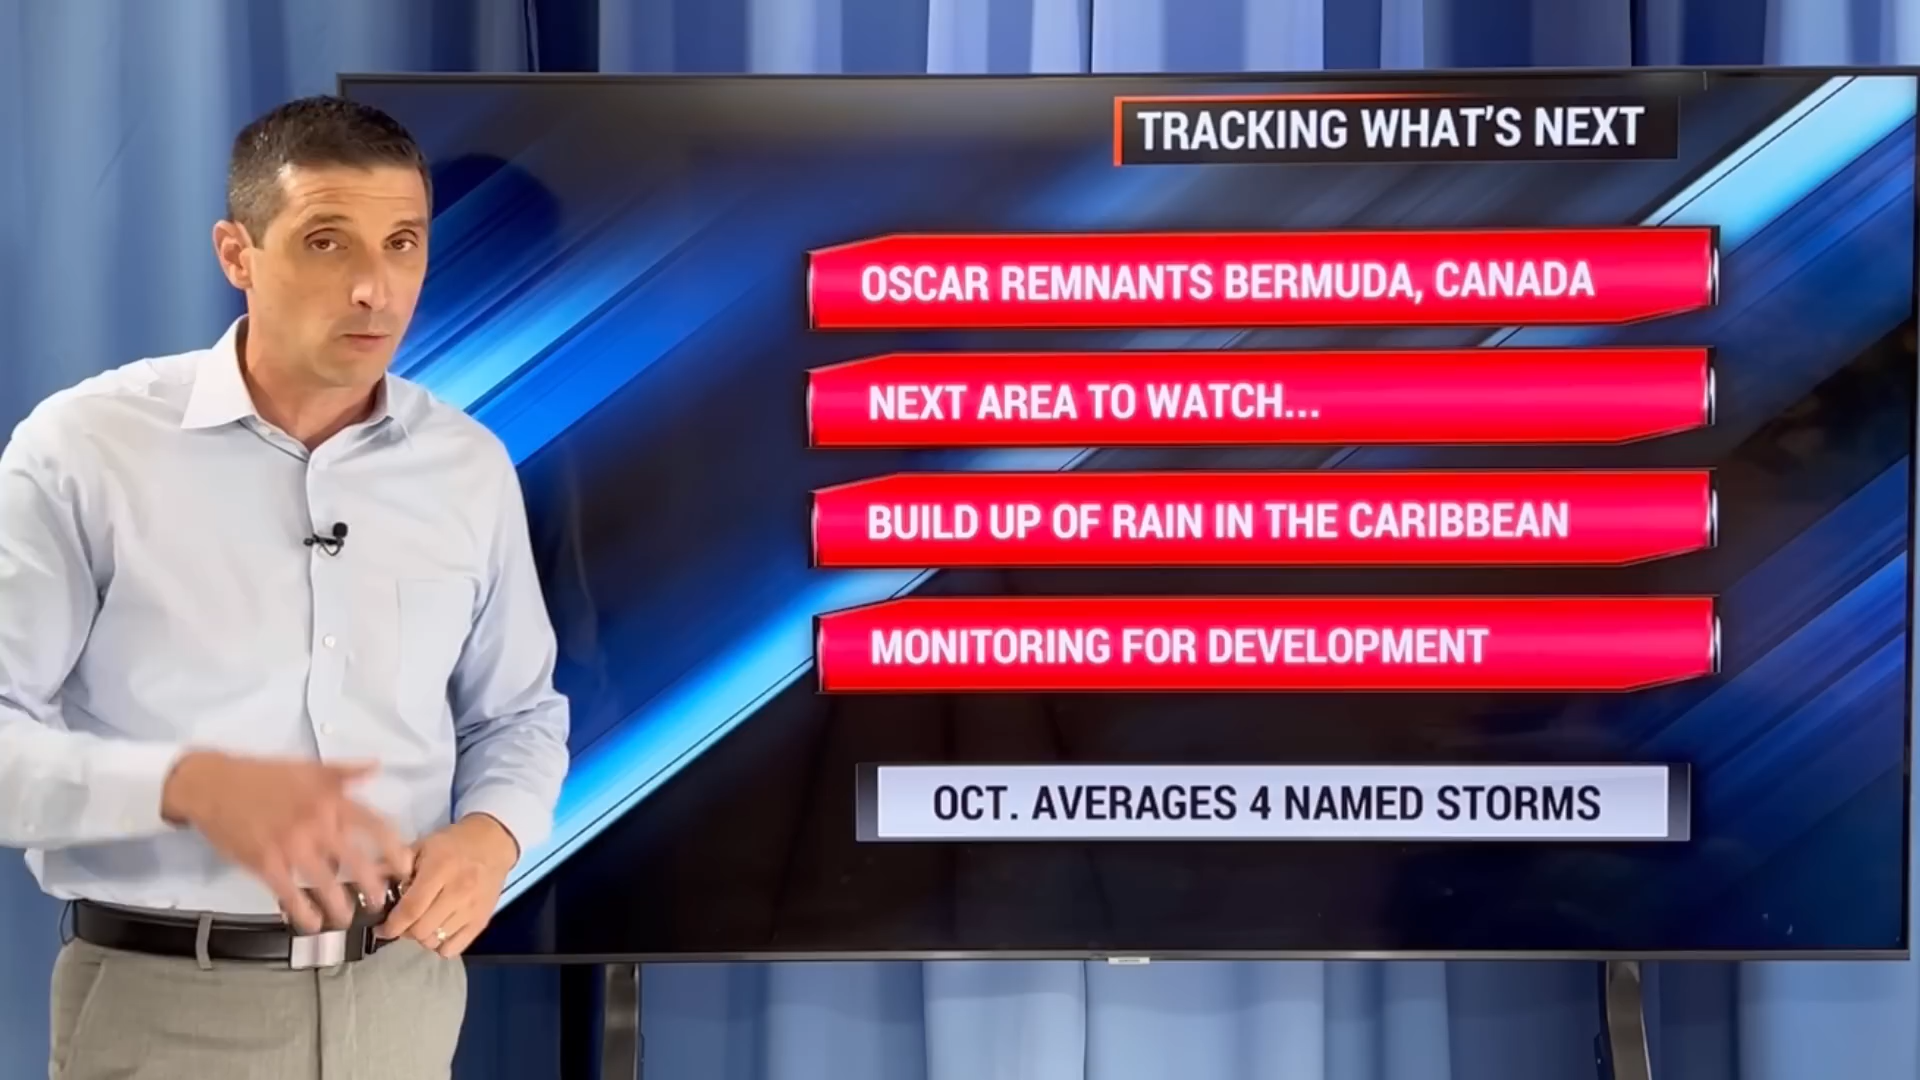 TRACKING WHAT'S NEXT
OSCAR REMNANTS BERMUDA, CANADA
NEXT AREA TO WATCH...
BUILD UP OF RAIN IN THE CARIBBEAN
MONITORING FOR DEVELOPMENT
OCT. AVERAGES 4 NAMED STORMS